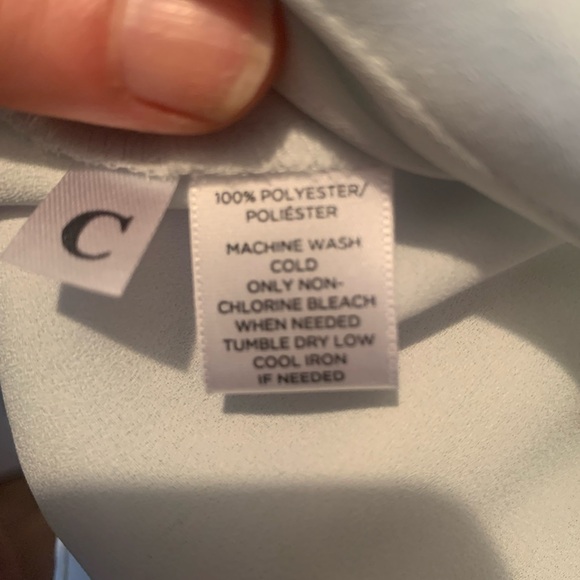 C
100% POLYESTER/
POLIÉSTER
MACHINE WASH
COLD
ONLY NON-
CHLORINE BLEACH
WHEN NEEDED
TUMBLE DRY LOW
COOL IRON
IF NEEDED